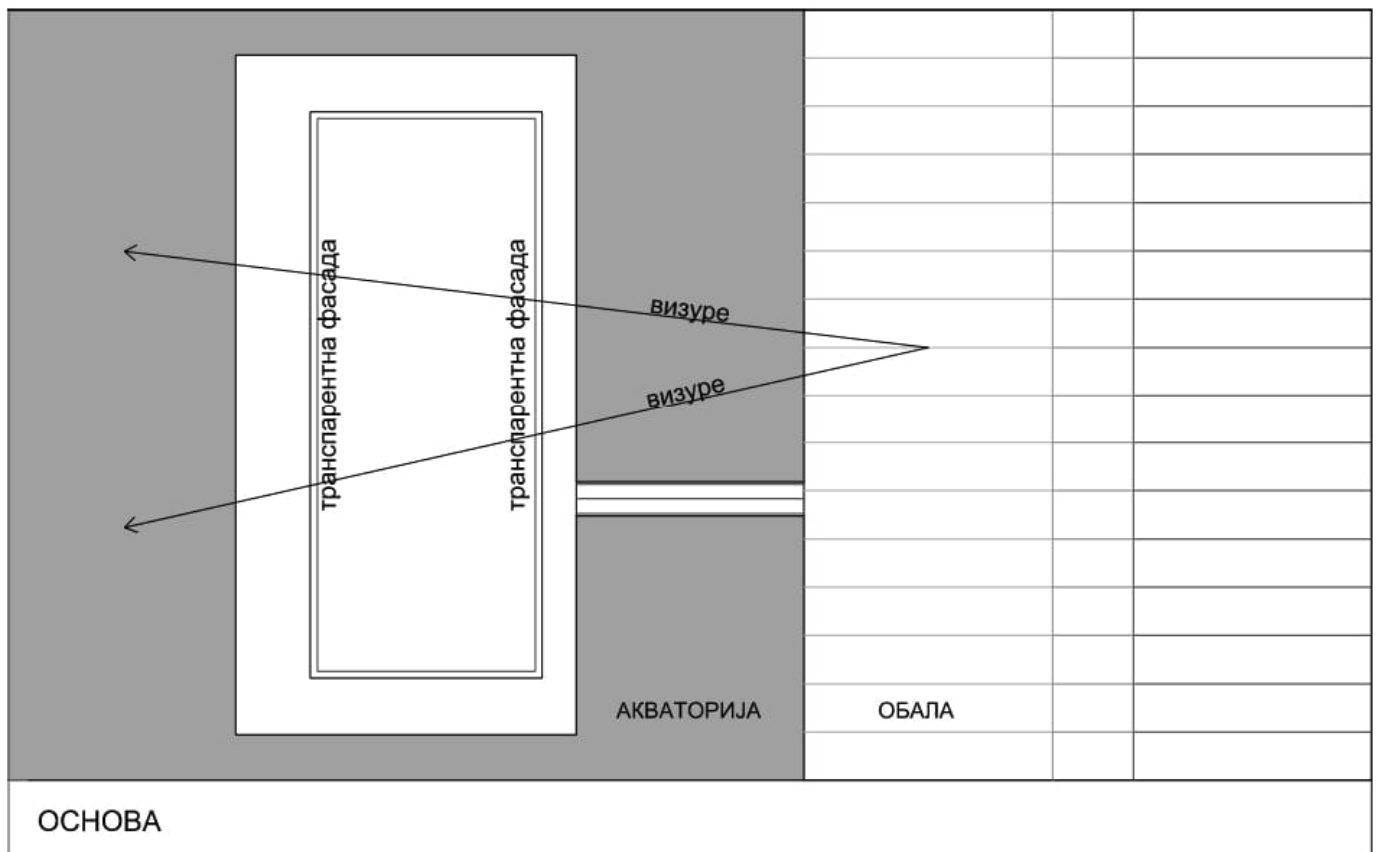 транспарентна фасада
транспарентна фасада
визуре
визуре
АКВАТОРИЈА
ОБАЛА
ОСНОВА